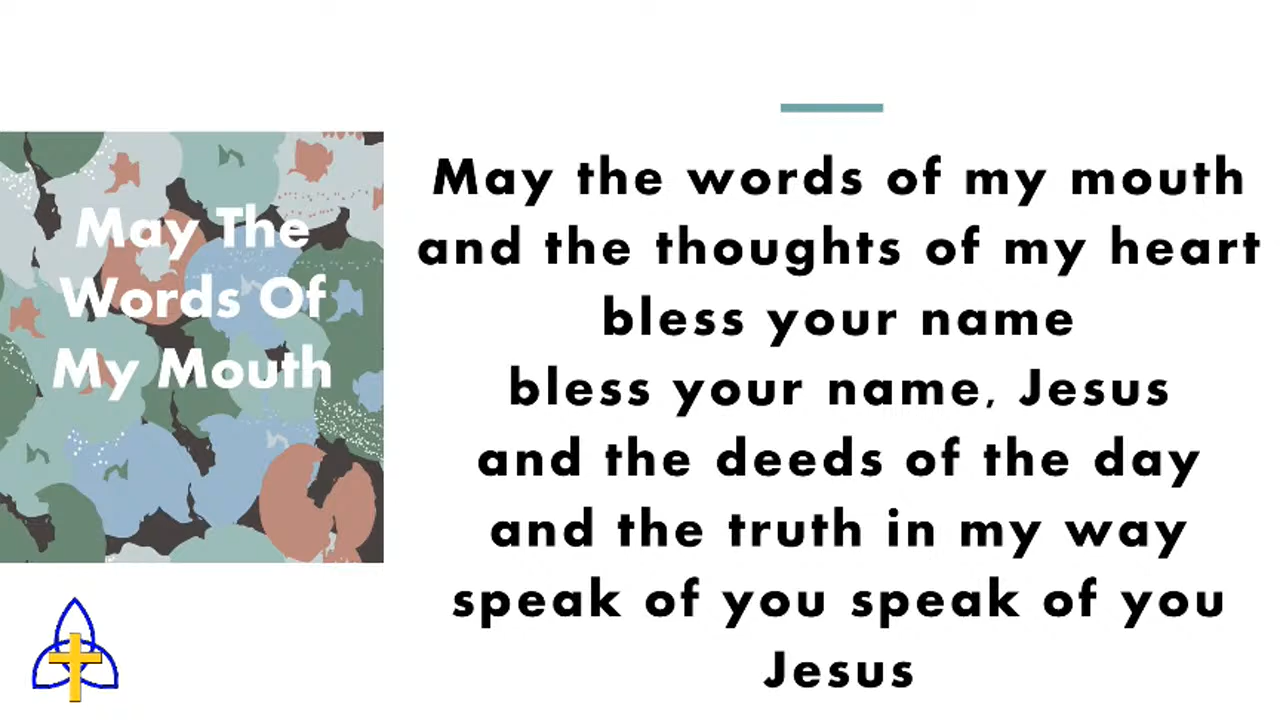 May The
Words Of
My Mouth
May the words of my mouth
and the thoughts of my heart
bless your name
bless your name, Jesus
and the deeds of the day
and the truth in my way
speak of you speak of you
Jesus